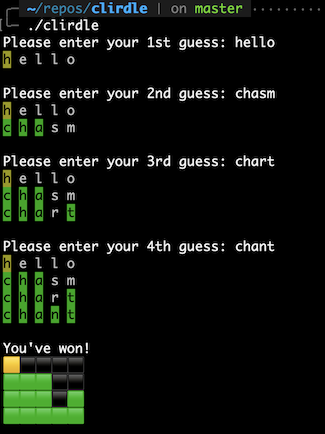 ~/repos/clirdle | on master
./clirdle
Please enter your 1st guess: hello
h e l l o
Please enter your 2nd guess: chasm
h e l l o
c h a s m
Please enter your 3rd guess: chart
h e l l o
c h a s m
c h a r t
Please enter your 4th guess: chant
h e l l o
c h a s m
c h a r t
c h a n t
You've won!